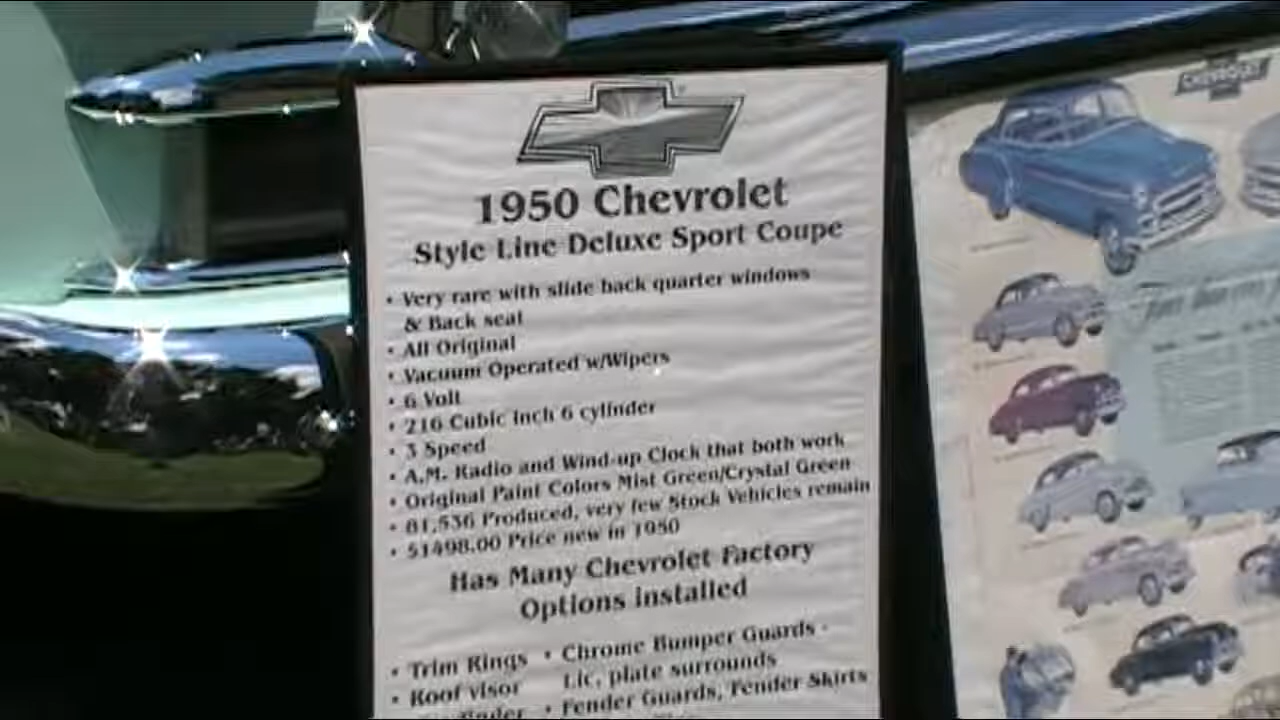 1950 Chevrolet
Style Line Deluxe Sport Coupe
• Very rare with slide back quarter windows
& Back seat
• All Original
• Vacuum Operated w/Wipers
• 6 Volt
• 216 Cubic inch 6 cylinder
• 3 Speed
• A.M. Radio and Wind-up Clock that both work
• Original Paint Colors Mist Green/Crystal Green
• 81,536 Produced, very few Stock Vehicles remain
• $1498.00 Price new in 1950
Has Many Chevrolet Factory
Options installed
• Trim Rings • Chrome Bumper Guards -
Lic, plate surrounds
• Roof visor
• Fender Guards, Fender Skirts
CHEVROLET